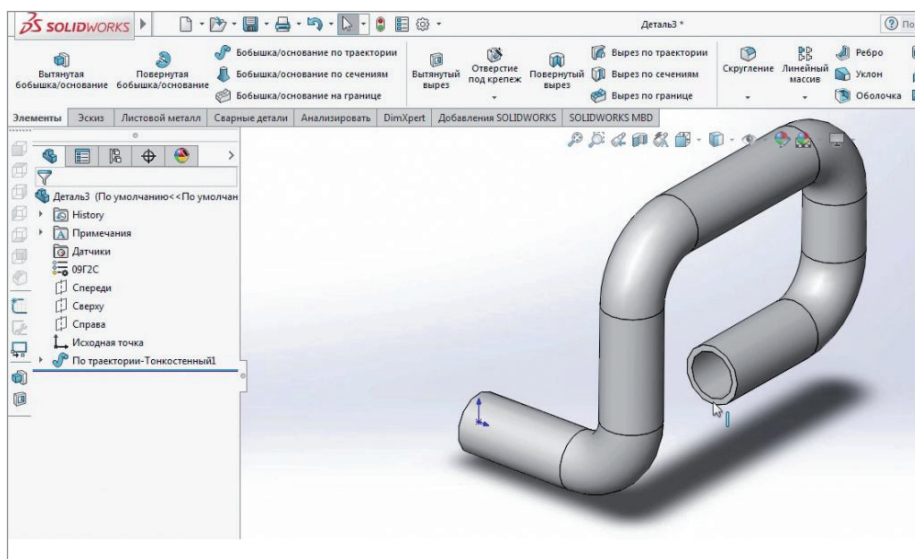 SOLIDWORKS
Деталь3 *
Вытянутая
бобышка/основание
Повернутая
бобышка/основание
Бобышка/основание по траектории
Бобышка/основание по сечениям
Бобышка/основание на границе
Вытянутый
вырез
Отверстие
под крепеж
Повернутый
вырез
Вырез по траектории
Вырез по сечениям
Вырез по границе
Скругление
Линейный
массив
Ребро
Уклон
Оболочка
Элементы Эскиз Листовой металл Сварные детали Анализировать DimXpert Добавления SOLIDWORKS SOLIDWORKS MBD
Деталь3 (По умолчанию<<По умолчан
History
Примечания
Датчики
09Г2С
Спереди
Сверху
Справа
Исходная точка
По траектории-Тонкостенный1